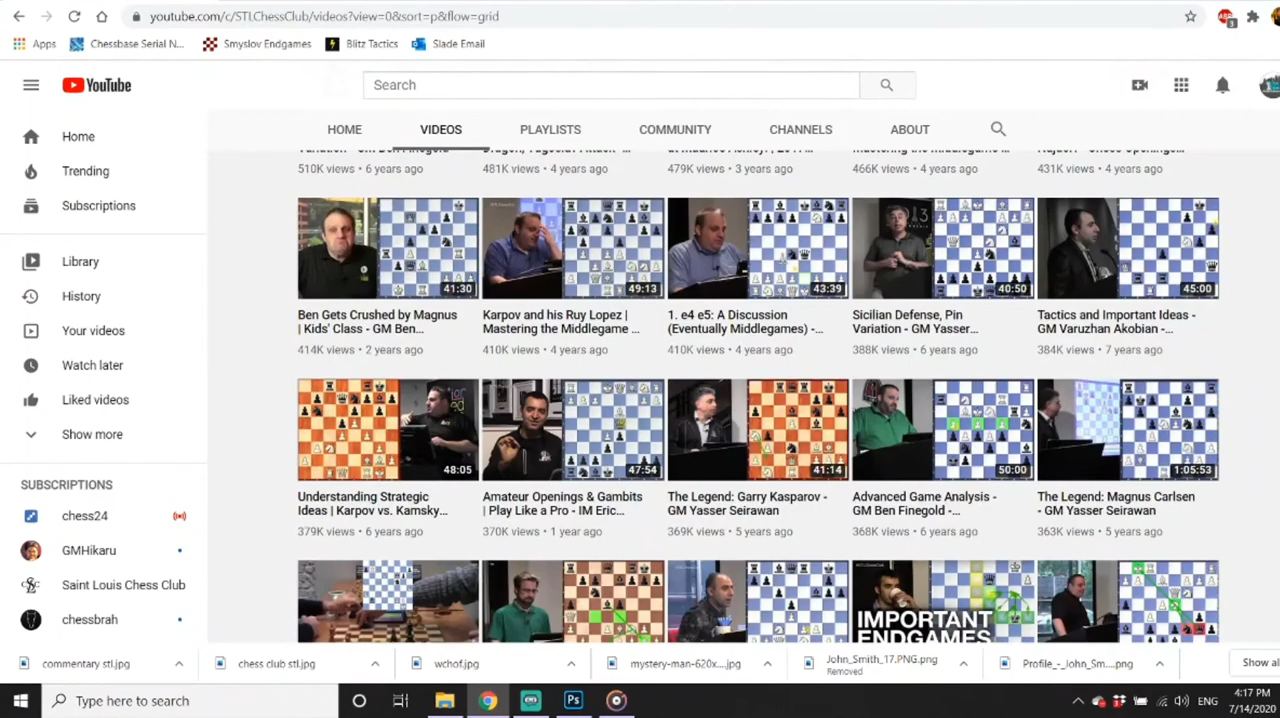 youtube.com/c/STLChessClub/videos?view=0&sort=p&flow=grid
3
Apps Chessbase Serial N... Smyslov Endgames Blitz Tactics Slade Email
YouTube
Search
HOME VIDEOS PLAYLISTS COMMUNITY CHANNELS ABOUT
Home
Trending
Subscriptions
Library
History
Your videos
Watch later
Liked videos
Show more
SUBSCRIPTIONS
chess24
GMHikaru
Saint Louis Chess Club
chessbrah
510K views • 6 years ago
481K views • 4 years ago
479K views • 3 years ago
466K views • 4 years ago
431K views • 4 years ago
41:30
Ben Gets Crushed by Magnus
| Kids' Class - GM Ben...
414K views • 2 years ago
49:13
Karpov and his Ruy Lopez |
Mastering the Middlegame ...
410K views • 4 years ago
43:39
1. e4 e5: A Discussion
(Eventually Middlegames) -...
410K views • 4 years ago
40:50
Sicilian Defense, Pin
Variation - GM Yasser...
388K views • 6 years ago
45:00
Tactics and Important Ideas -
GM Varuzhan Akobian -...
384K views • 7 years ago
48:05
Understanding Strategic
Ideas | Karpov vs. Kamsky...
379K views • 6 years ago
47:54
Amateur Openings & Gambits
| Play Like a Pro - IM Eric...
370K views • 1 year ago
41:14
The Legend: Garry Kasparov -
GM Yasser Seirawan
369K views • 5 years ago
50:00
Advanced Game Analysis -
GM Ben Finegold -...
368K views • 6 years ago
1:05:53
The Legend: Magnus Carlsen
- GM Yasser Seirawan
363K views • 5 years ago
IMPORTANT
ENDGAMES
commentary stl.jpg
chess club stl.jpg
wchof.jpg
mystery-man-620x....jpg
John_Smith_17.PNG.png
Removed
Profile_-_John_Sm....png
Show al
Type here to search
Ps
ENG
4:17 PM
7/14/2020